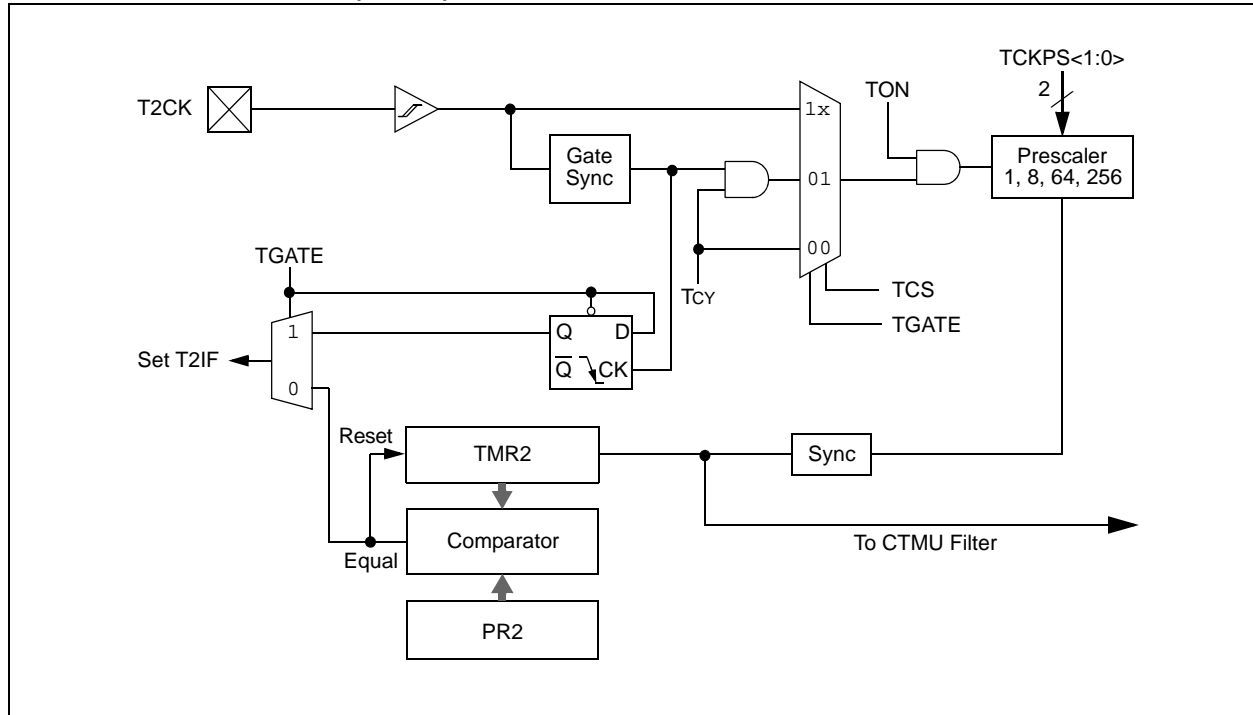 TCKPS<1:0>
2
T2CK
TON
1x
Gate
Sync
01
Prescaler
1, 8, 64, 256
00
TGATE
TCY
TCS
TGATE
1
Q
D
Set T2IF
Q
CK
0
Reset
TMR2
Sync
Equal
Comparator
To CTMU Filter
PR2